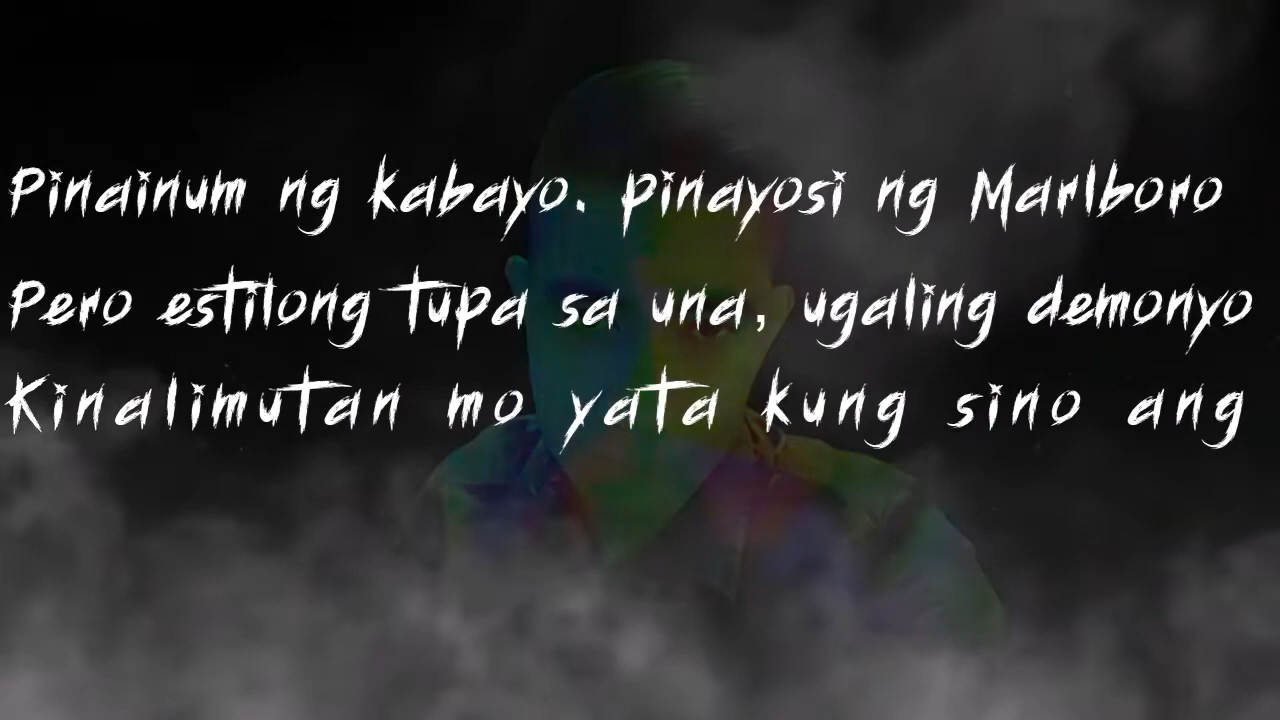 Pinainum ng kabayo. pinayosi ng Marlboro
Pero estilong tupa sa una, ugaling demonyo
Kinalimutan mo yata kung sino ang